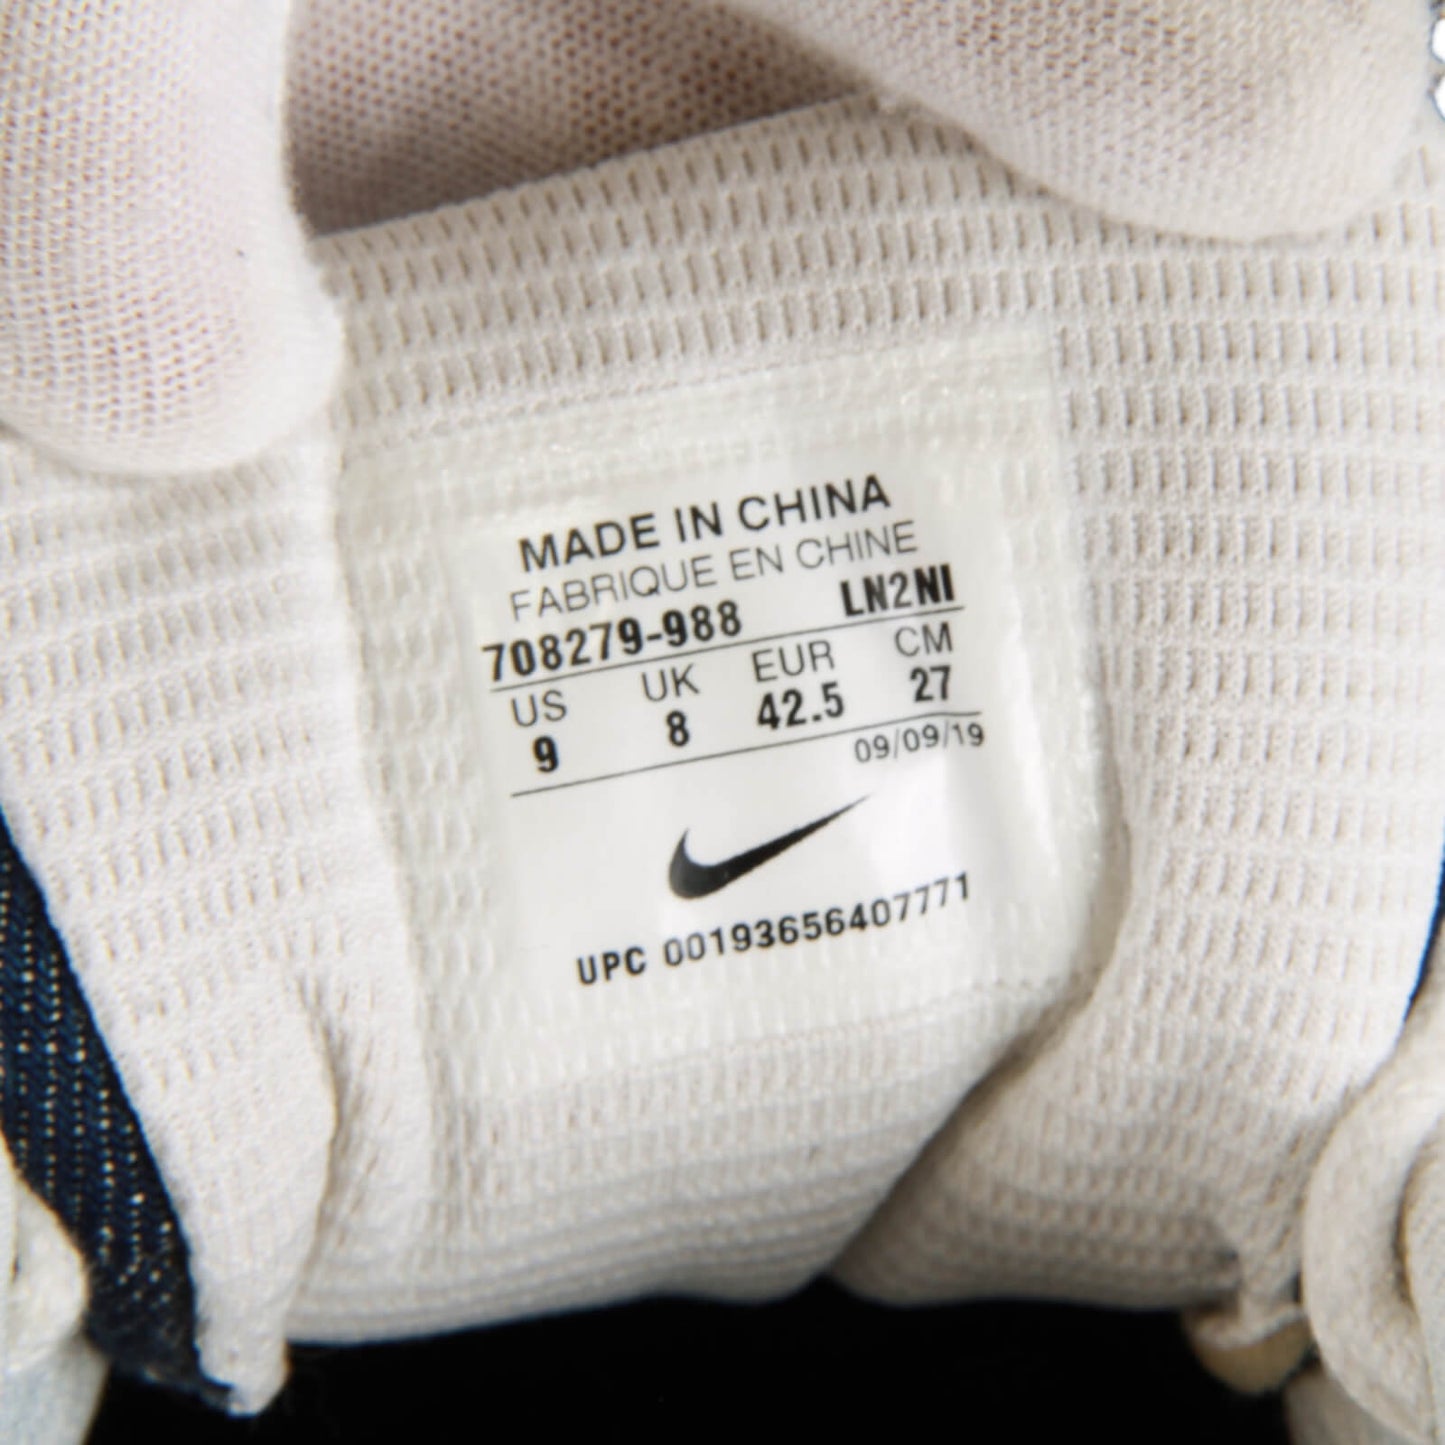 MADE IN CHINA
FABRIQUE EN CHINE
708279-988 LN2NI
US UK EUR CM
9 8 42.5 27
09/09/19
UPC 00193656407771